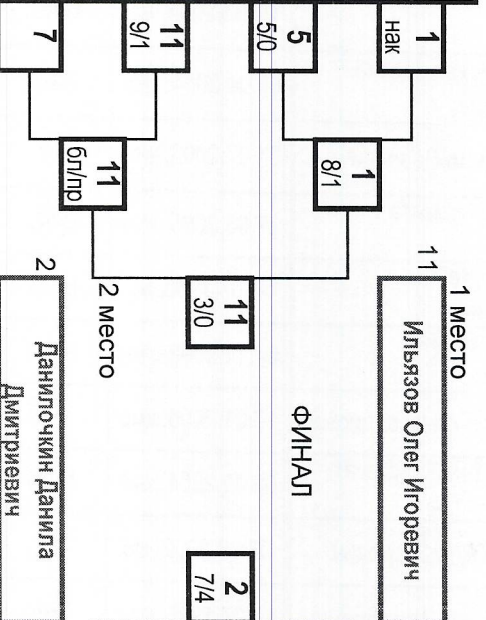 1
нак
5
5/0
11
9/1
7
1
8/1
11
бл/пр
11
3/0
ФИНАЛ
2
7/4
1 место
11
Ильязов Олег Игоревич
2 место
2
Данилочкин Данила
Дмитриевич